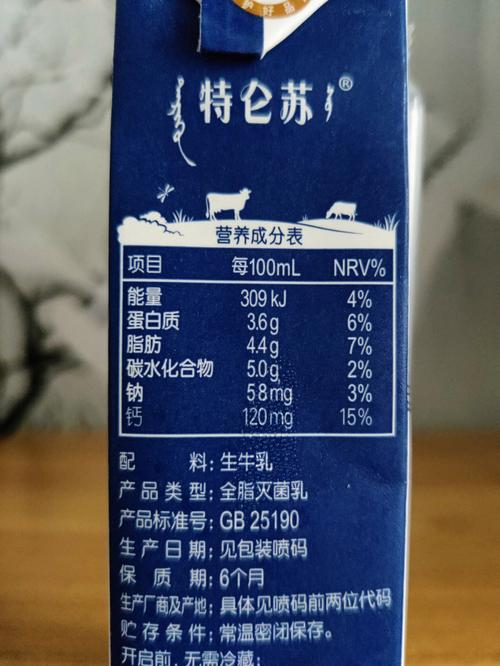 护好品
特仑苏®
营养成分表
项目 每100mL NRV%
能量 309 kJ 4%
蛋白质 3.6g 6%
脂肪 4.4g 7%
碳水化合物 5.0g 2%
钠 58mg 3%
钙 120mg 15%
配料:生牛乳
产品类型:全脂灭菌乳
产品标准号:GB 25190
生产日期:见包装喷码
保质期:6个月
生产厂商及产地:具体见喷码前两位代码
贮存条件:常温密闭保存。
开启前,无需冷藏;